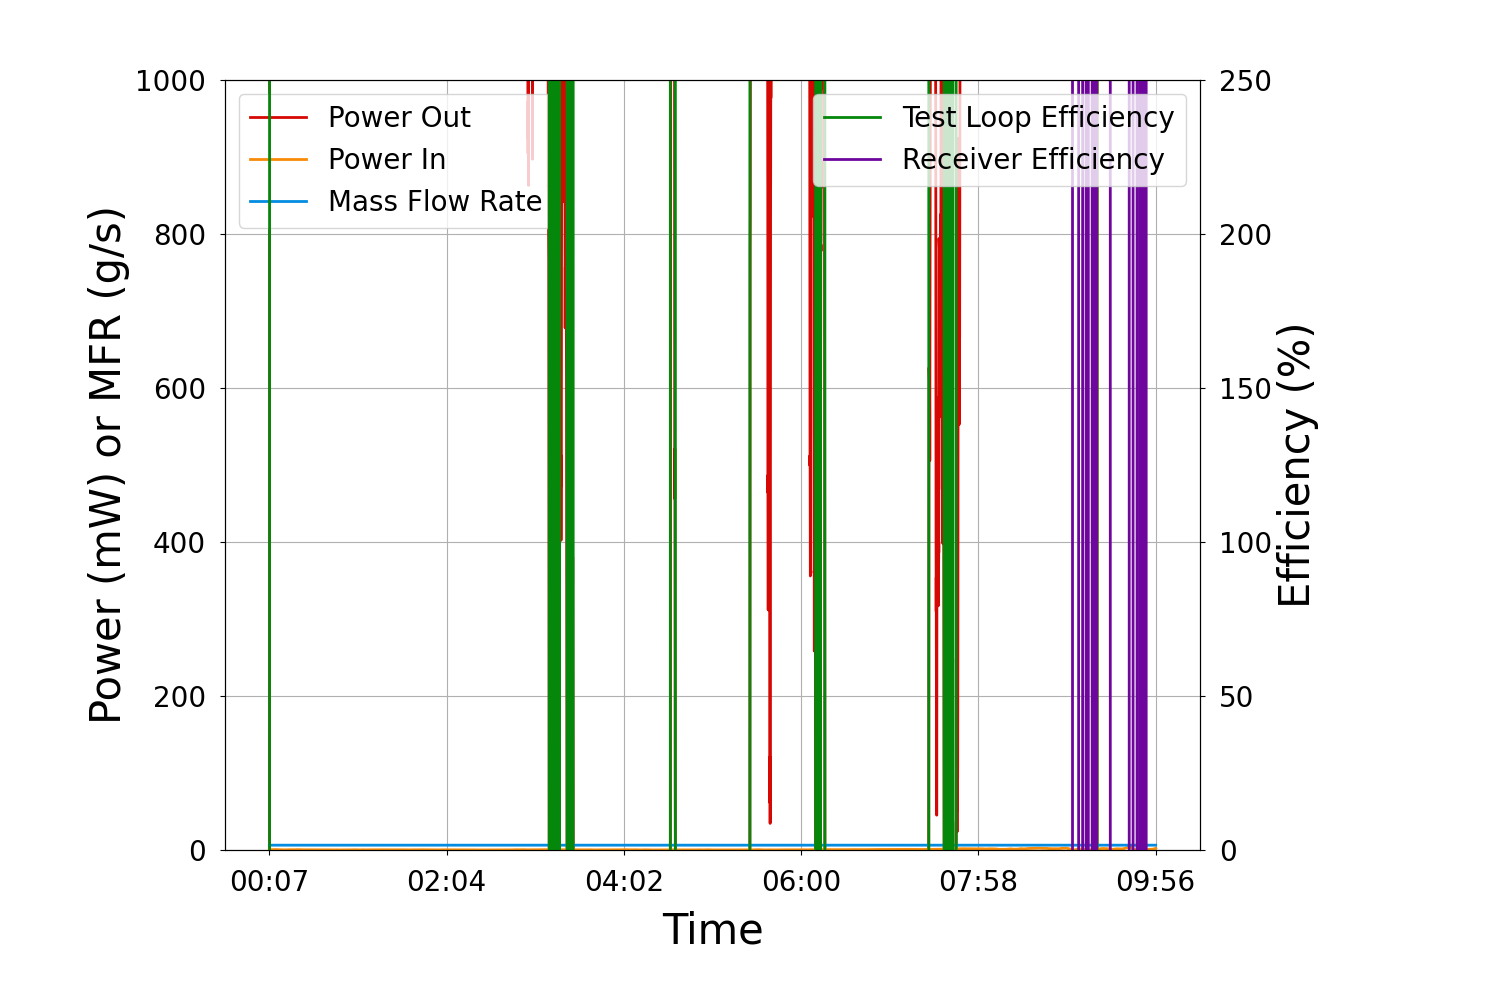 1000
800
600
400
200
0
Power (mW) or MFR (g/s)
Power Out
Power In
Mass Flow Rate
Test Loop Efficiency
Receiver Efficiency
250
200
150
100
50
0
Efficiency (%)
00:07 02:04 04:02 06:00 07:58 09:56
Time